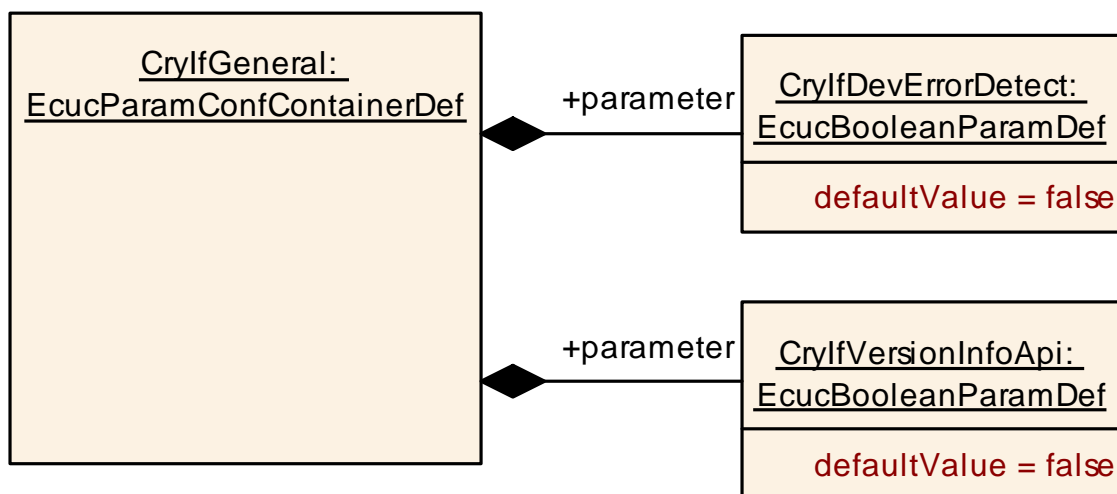 CryIfGeneral:
EcucParamConfContainerDef
+parameter
CryIfDevErrorDetect:
EcucBooleanParamDef
defaultValue = false
+parameter
CryIfVersionInfoApi:
EcucBooleanParamDef
defaultValue = false